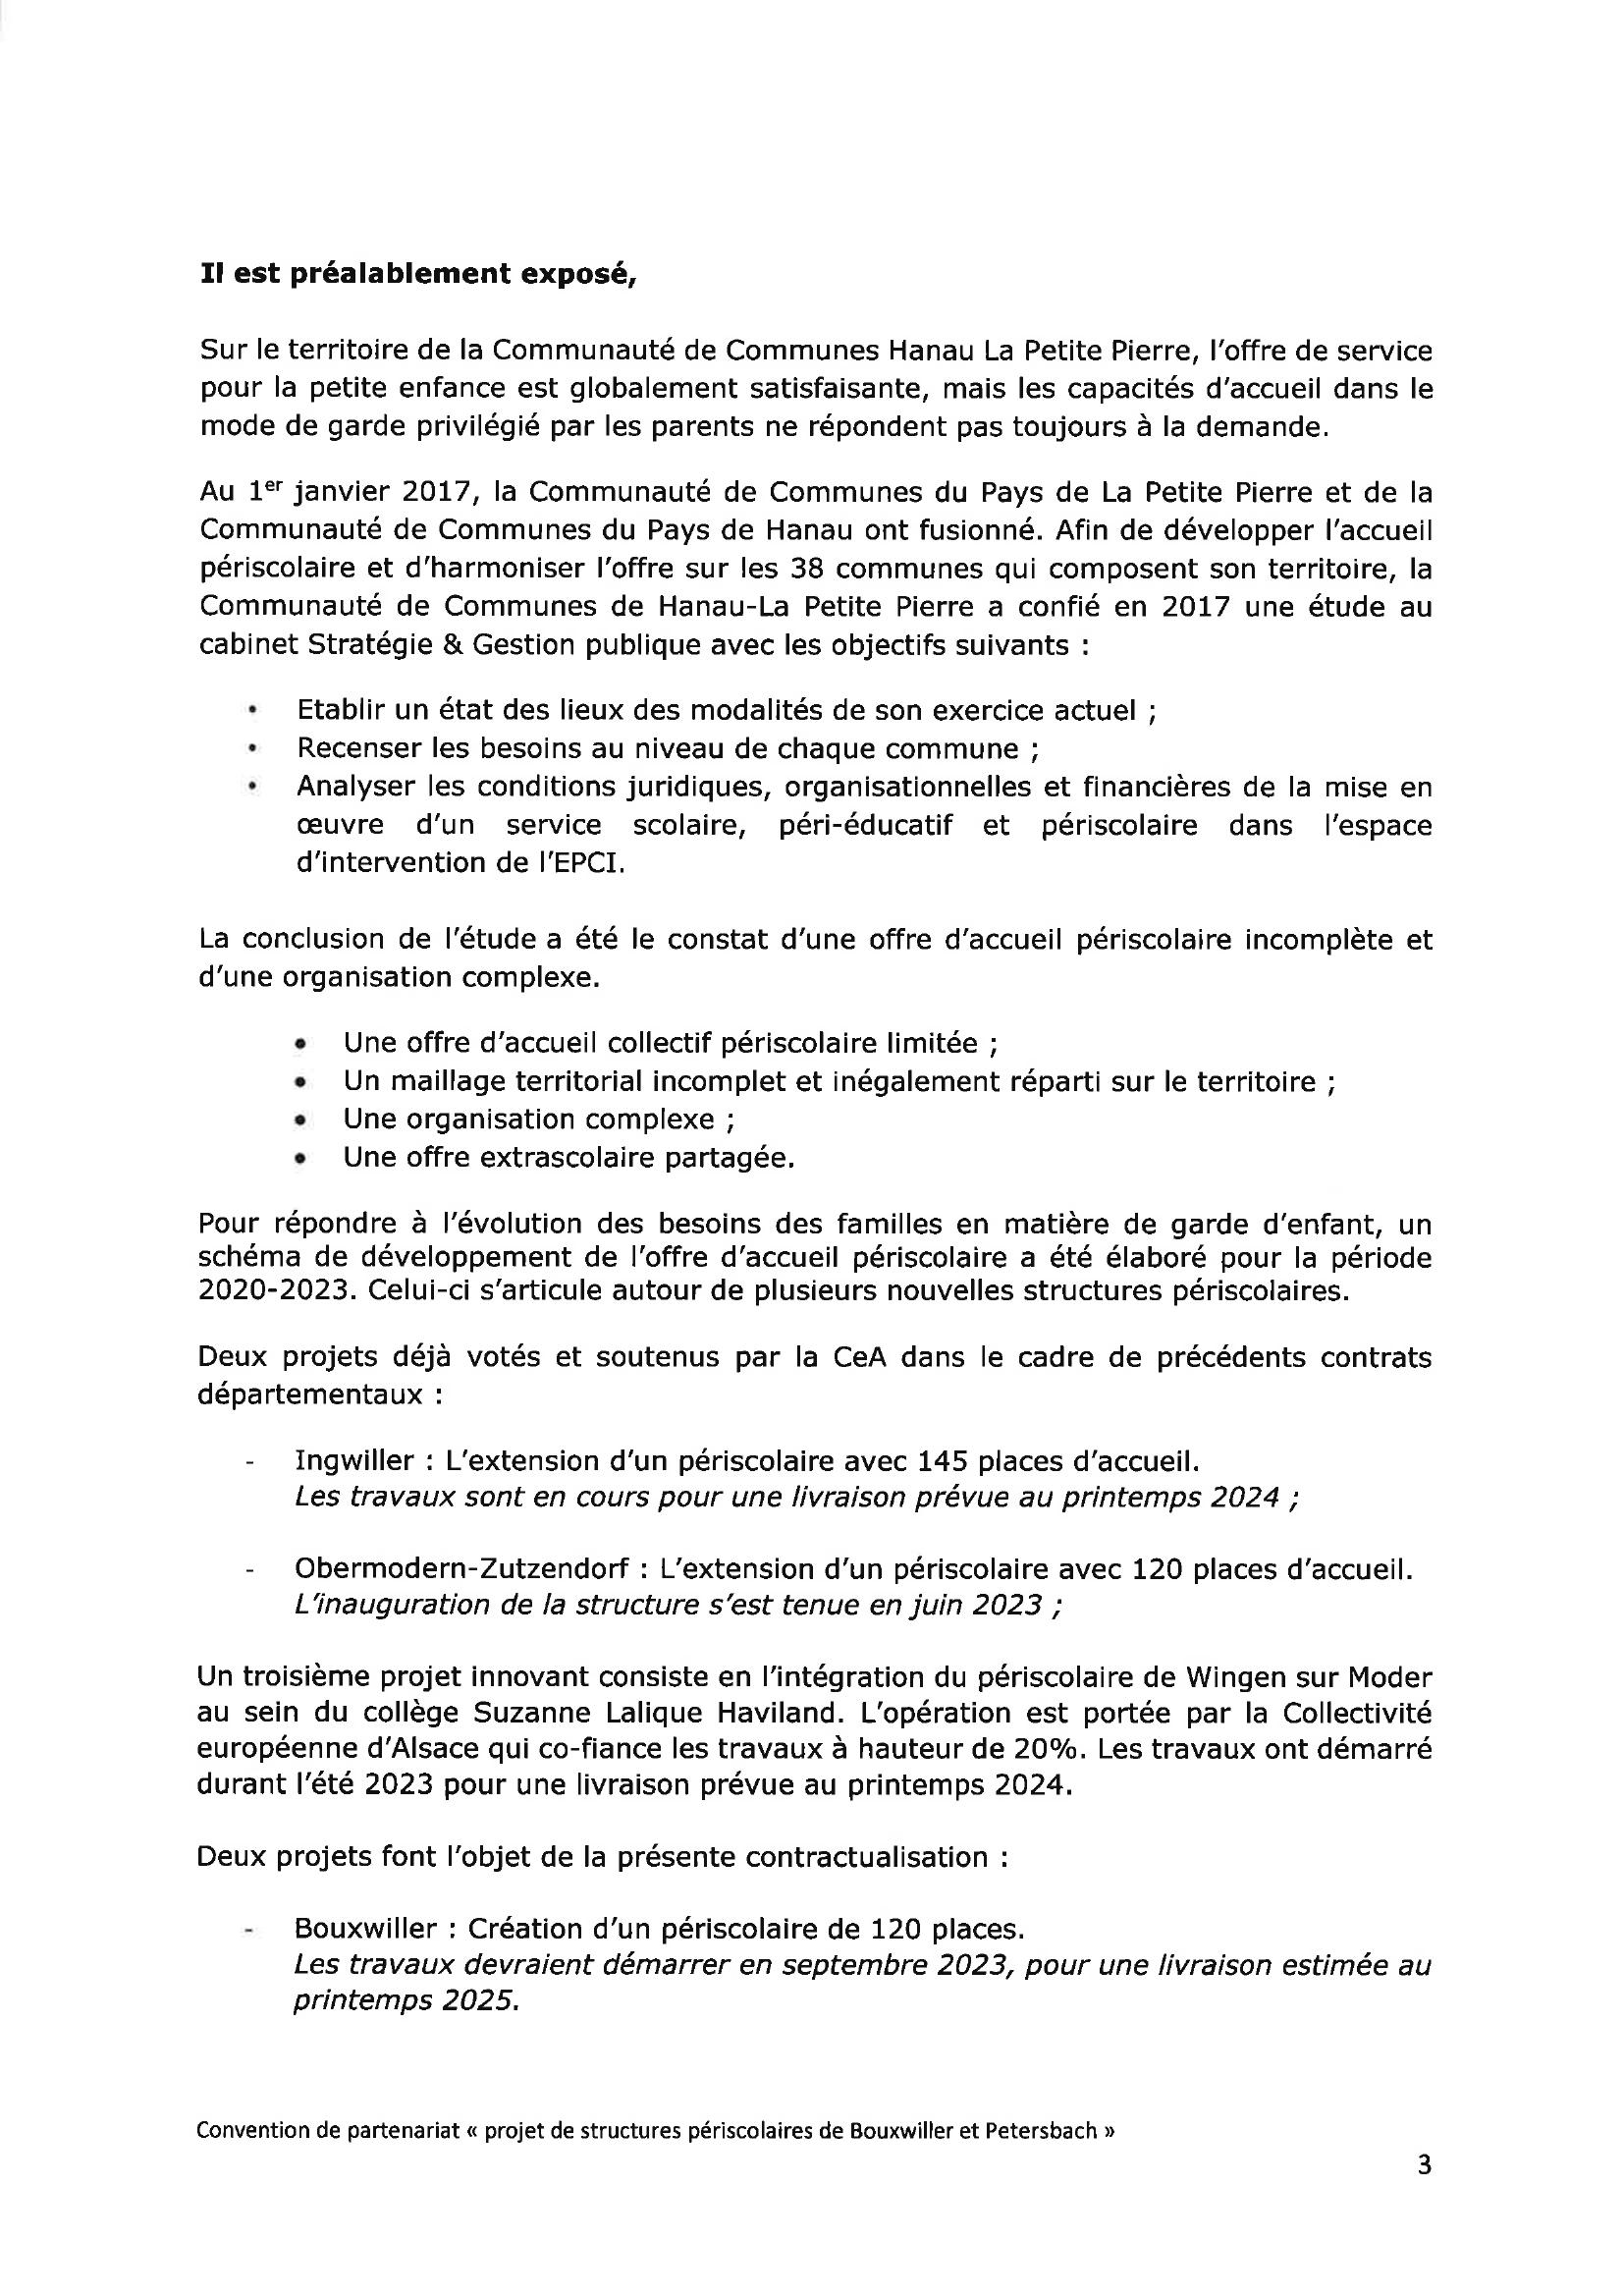 Il est préalablement exposé,
Sur le territoire de la Communauté de Communes Hanau La Petite Pierre, l'offre de service
pour la petite enfance est globalement satisfaisante, mais les capacités d'accueil dans le
mode de garde privilégié par les parents ne répondent pas toujours à la demande.
Au 1er janvier 2017, la Communauté de Communes du Pays de La Petite Pierre et de la
Communauté de Communes du Pays de Hanau ont fusionné. Afin de développer l'accueil
périscolaire et d'harmoniser l'offre sur les 38 communes qui composent son territoire, la
Communauté de Communes de Hanau-La Petite Pierre a confié en 2017 une étude au
cabinet Stratégie & Gestion publique avec les objectifs suivants :
• Etablir un état des lieux des modalités de son exercice actuel ;
• Recenser les besoins au niveau de chaque commune ;
• Analyser les conditions juridiques, organisationnelles et financières de la mise en
œuvre d'un service scolaire, péri-éducatif et périscolaire dans l'espace
d'intervention de l'EPCI.
La conclusion de l'étude a été le constat d'une offre d'accueil périscolaire incomplète et
d'une organisation complexe.
• Une offre d'accueil collectif périscolaire limitée ;
• Un maillage territorial incomplet et inégalement réparti sur le territoire ;
• Une organisation complexe ;
• Une offre extrascolaire partagée.
Pour répondre à l'évolution des besoins des familles en matière de garde d'enfant, un
schéma de développement de l'offre d'accueil périscolaire a été élaboré pour la période
2020-2023. Celui-ci s'articule autour de plusieurs nouvelles structures périscolaires.
Deux projets déjà votés et soutenus par la CeA dans le cadre de précédents contrats
départementaux :
- Ingwiller : L'extension d'un périscolaire avec 145 places d'accueil.
Les travaux sont en cours pour une livraison prévue au printemps 2024 ;
- Obermodern-Zutzendorf : L'extension d'un périscolaire avec 120 places d'accueil.
L'inauguration de la structure s'est tenue en juin 2023 ;
Un troisième projet innovant consiste en l'intégration du périscolaire de Wingen sur Moder
au sein du collège Suzanne Lalique Haviland. L'opération est portée par la Collectivité
européenne d'Alsace qui co-fiance les travaux à hauteur de 20%. Les travaux ont démarré
durant l'été 2023 pour une livraison prévue au printemps 2024.
Deux projets font l'objet de la présente contractualisation :
- Bouxwiller : Création d'un périscolaire de 120 places.
Les travaux devraient démarrer en septembre 2023, pour une livraison estimée au
printemps 2025.
Convention de partenariat « projet de structures périscolaires de Bouxwiller et Petersbach »
3